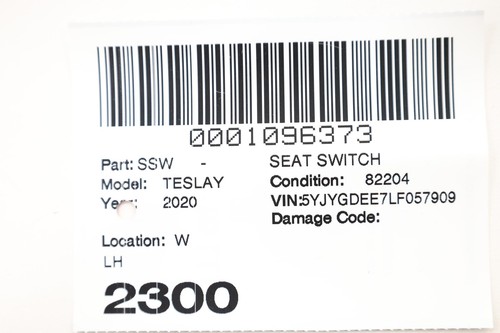 0001096373
Part: SSW - SEAT SWITCH
Model: TESLAY Condition: 82204
Year: 2020 VIN:5YJYGDEE7LF057909
Damage Code:
Location: W
LH
2300